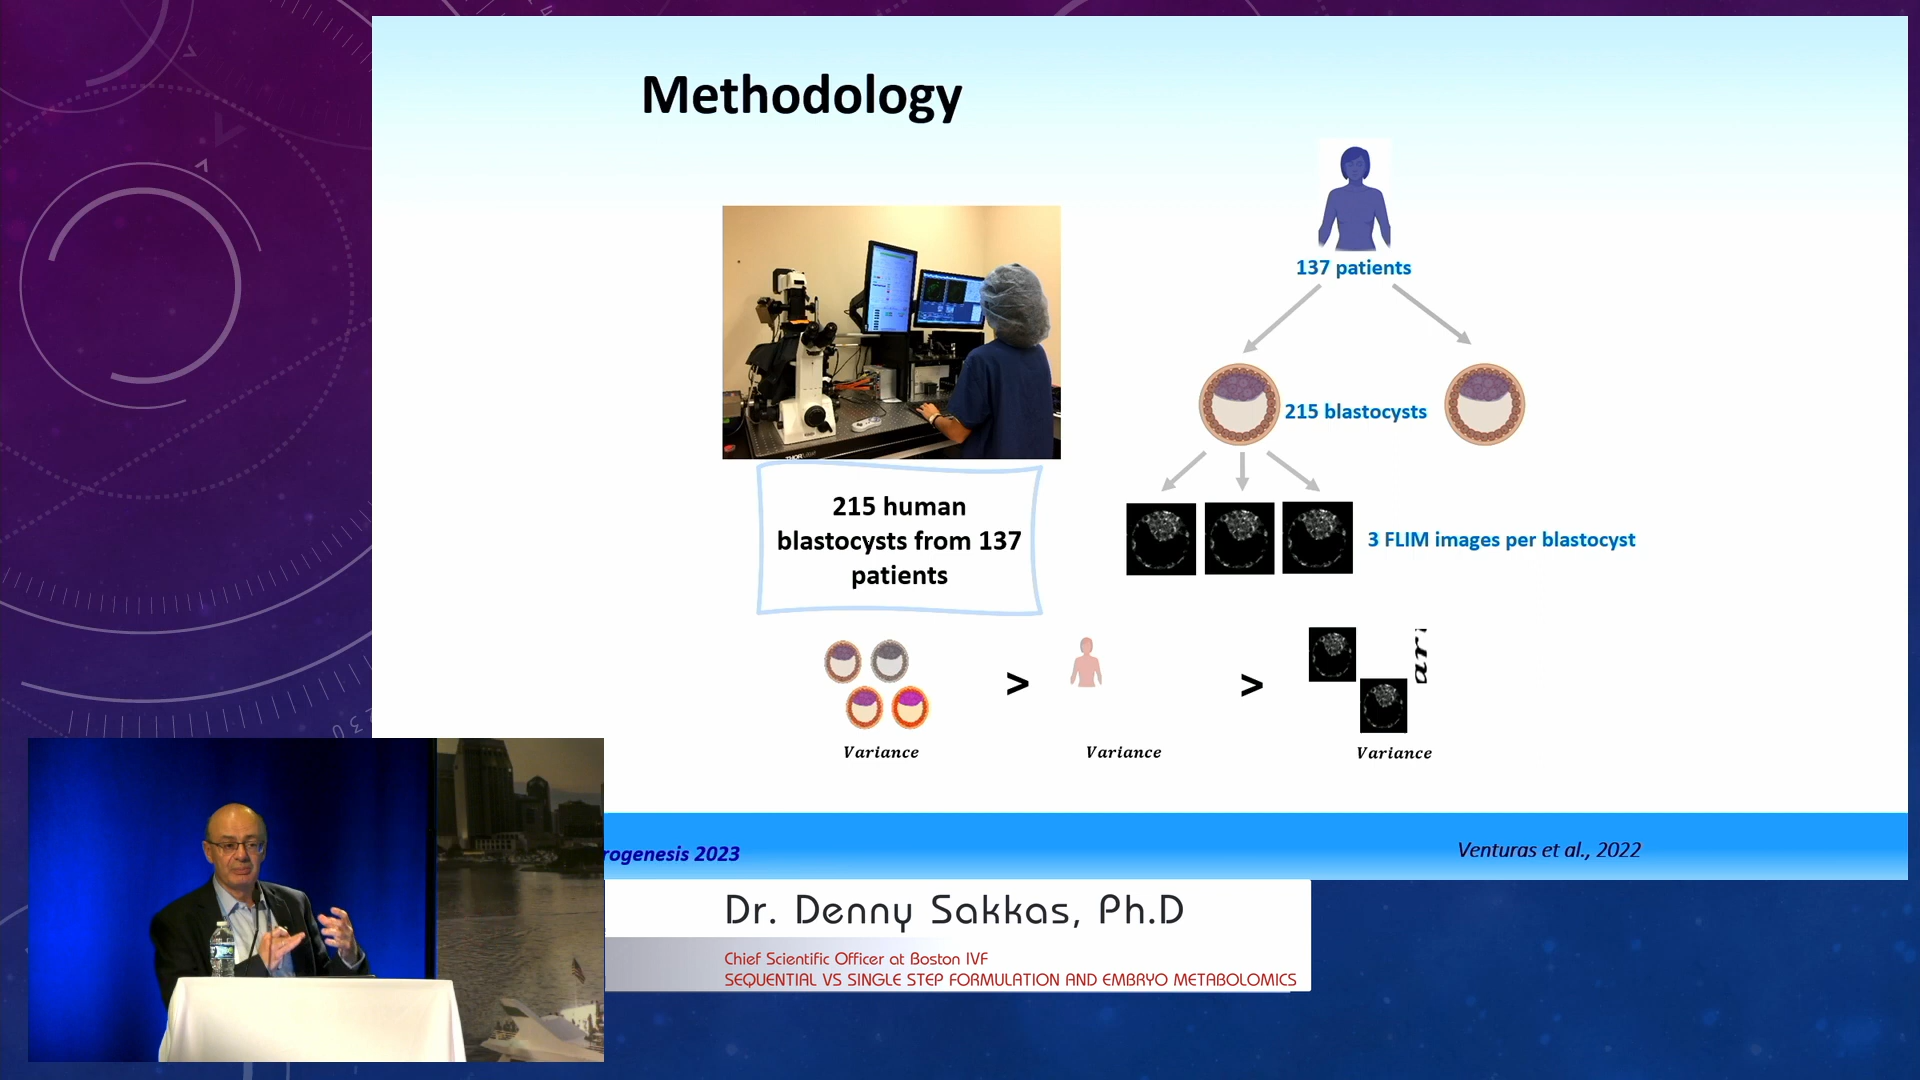 Methodology
137 patients
215 blastocysts
215 human
blastocysts from 137
patients
3 FLIM images per blastocyst
>
>
Variance
Variance
Variance
rogenesis 2023
Venturas et al., 2022
Dr. Denny Sakkas, Ph.D
Chief Scientific Officer at Boston IVF
SEQUENTIAL VS SINGLE STEP FORMULATION AND EMBRYO METABOLOMICS